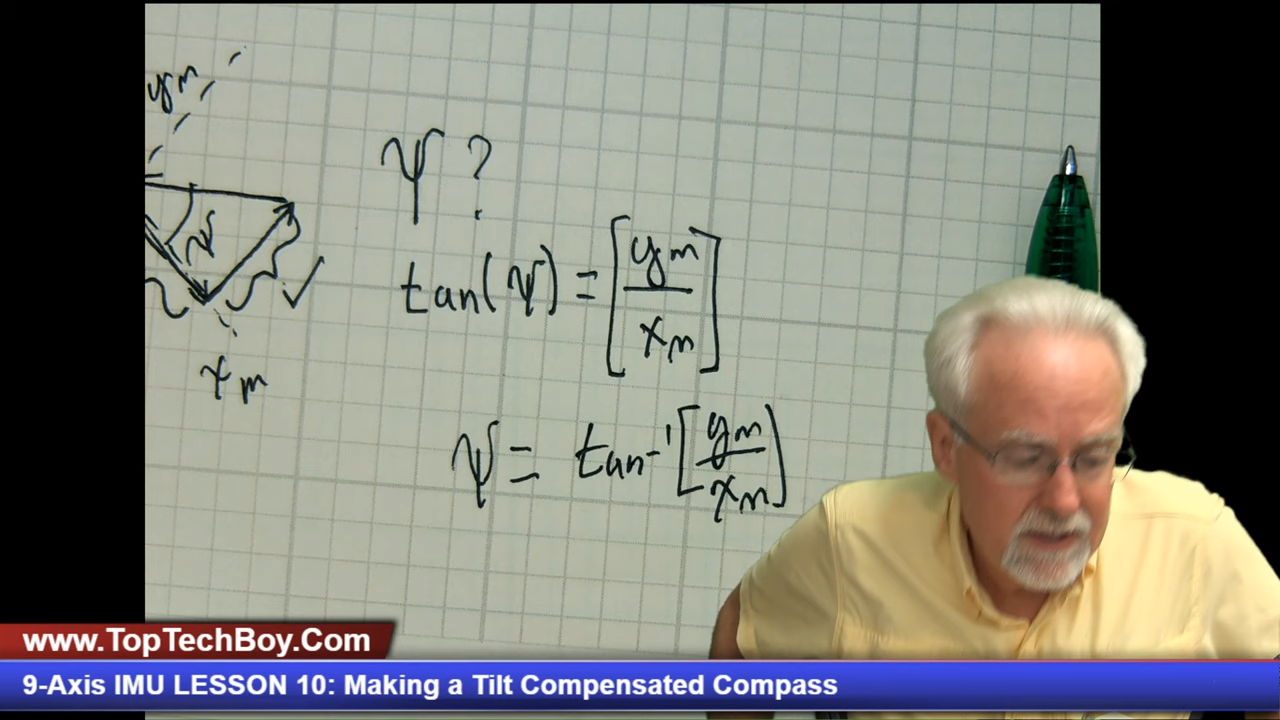 ym
ψ
xm
ψ ?
tan(ψ) = [ym / xm]
ψ = tan⁻¹ [ym / xm]
www.TopTechBoy.Com
9-Axis IMU LESSON 10: Making a Tilt Compensated Compass